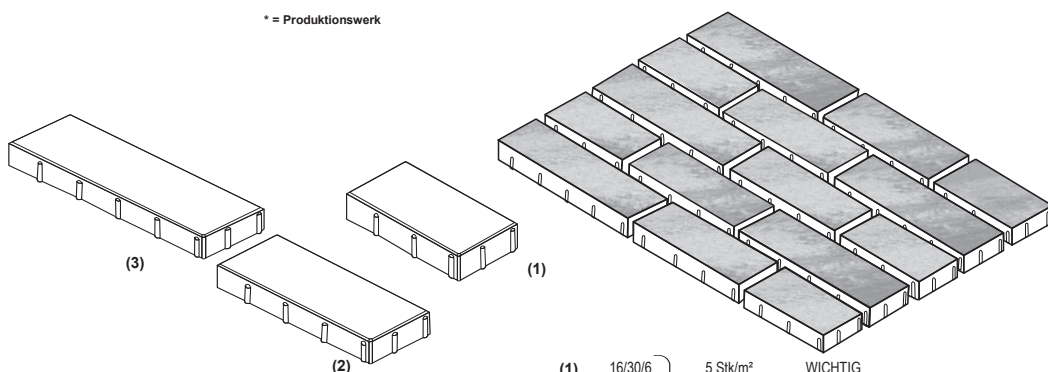 * = Produktionswerk
(3)
(1)
(2)
(1) 16/30/6 5 Stk/m² WICHTIG